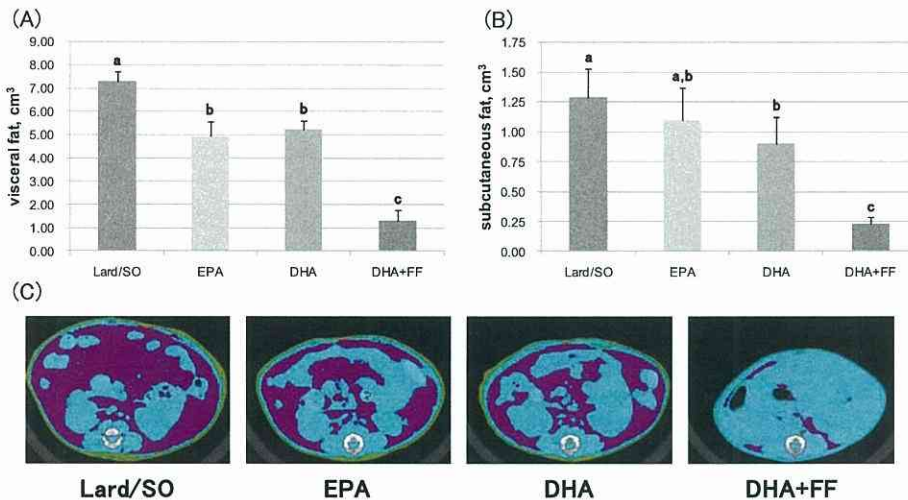 (A)
visceral fat, cm³
9.00
8.00
7.00
6.00
5.00
4.00
3.00
2.00
1.00
0.00
a
b
b
c
Lard/SO EPA DHA DHA+FF
(B)
subcutaneous fat, cm³
1.75
1.50
1.25
1.00
0.75
0.50
0.25
0.00
a
a,b
b
c
Lard/SO EPA DHA DHA+FF
(C)
Lard/SO EPA DHA DHA+FF